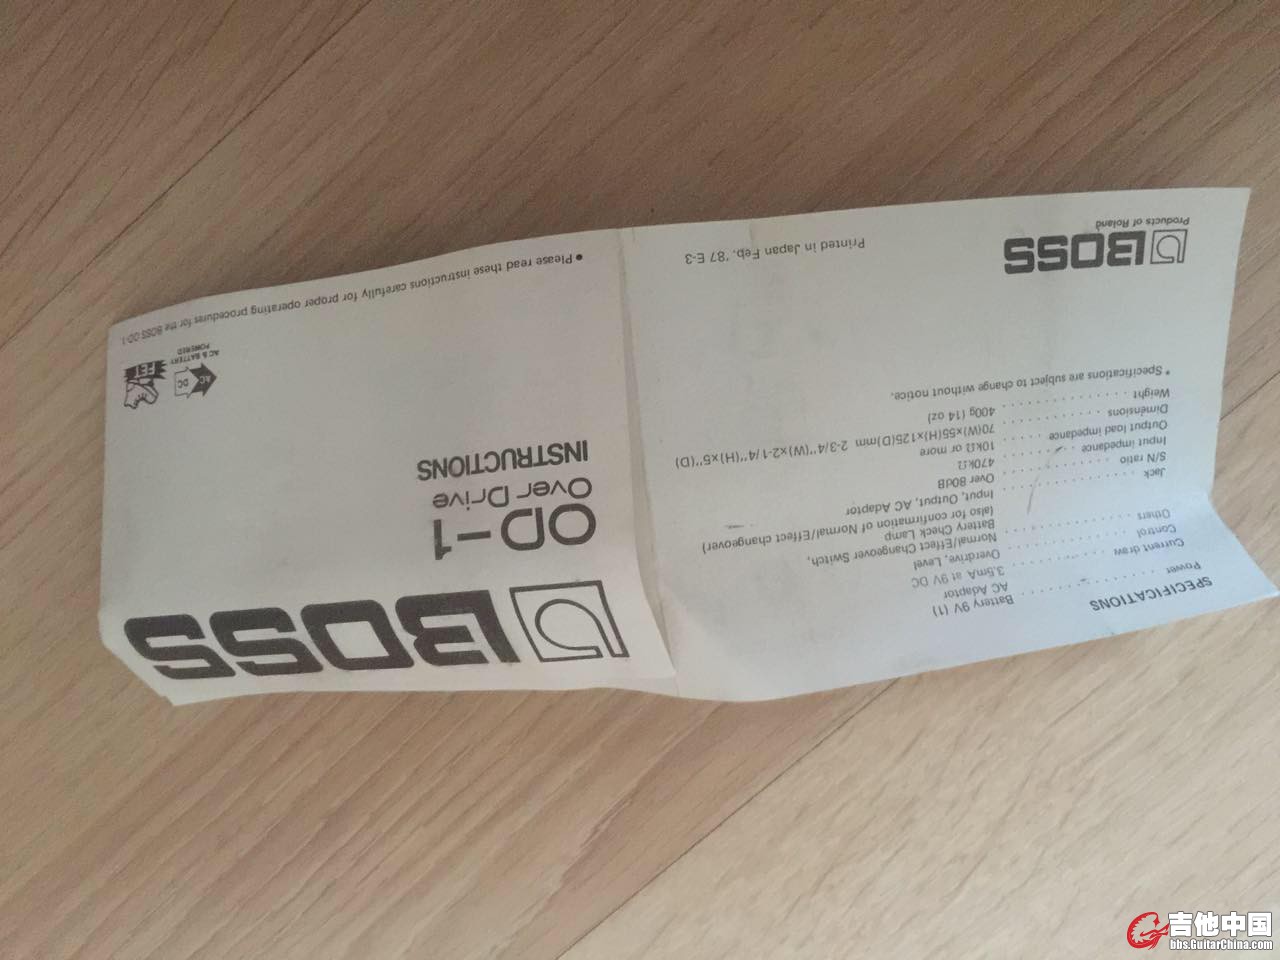 BOSS
OD-1
Over Drive
INSTRUCTIONS
AC
DC
FET
AC & BATTERY
POWERED
● Please read these instructions carefully for proper operating procedures for the BOSS OD-1
SPECIFICATIONS
Power . . . . . . . . . . . . . Battery 9V (1)
AC Adaptor
Current draw . . . . . . . . 3.5mA at 9V DC
Control . . . . . . . . . . . . Overdrive, Level
Others . . . . . . . . . . . . . Normal/Effect Changeover Switch,
Battery Check Lamp
(also for confirmation of Normal/Effect changeover)
Jack . . . . . . . . . . . . . . Input, Output, AC Adaptor
S/N ratio . . . . . . . . . . . Over 80dB
Input impedance . . . . . . 470kΩ
Output load impedance . . 10kΩ or more
Dimensions . . . . . . . . . . 70(W)x55(H)x125(D)mm 2-3/4"(W)x2-1/4"(H)x5"(D)
Weight . . . . . . . . . . . . . 400g (14 oz)
* Specifications are subject to change without notice.
BOSS
Products of Roland
Printed in Japan Feb. '87 E-3
吉他中国
bbs.GuitarChina.com